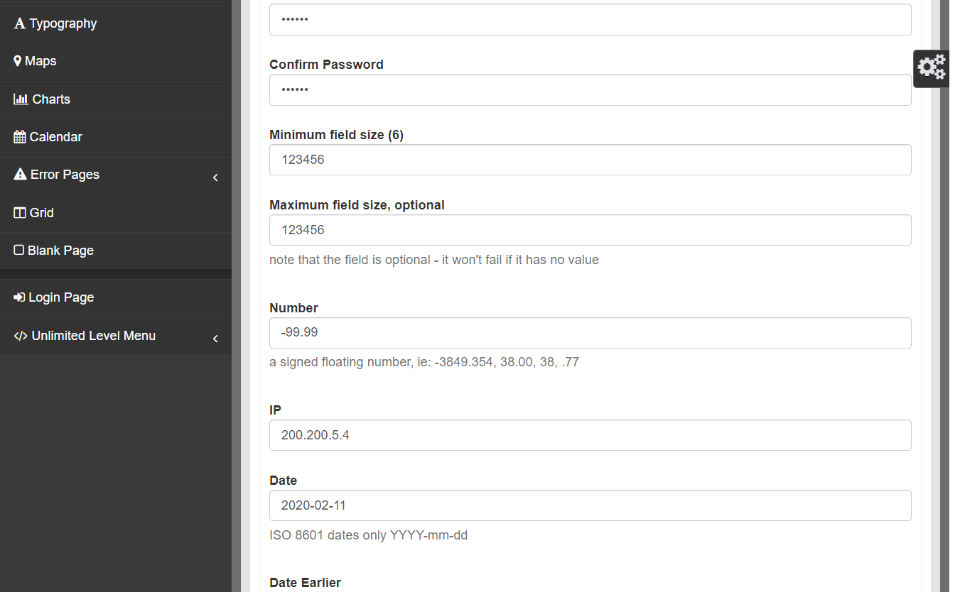 Typography
Maps
Charts
Calendar
Error Pages
Grid
Blank Page
Login Page
Unlimited Level Menu
••••••
Confirm Password
••••••
Minimum field size (6)
123456
Maximum field size, optional
123456
note that the field is optional - it won't fail if it has no value
Number
-99.99
a signed floating number, ie: -3849.354, 38.00, 38, .77
IP
200.200.5.4
Date
2020-02-11
ISO 8601 dates only YYYY-mm-dd
Date Earlier